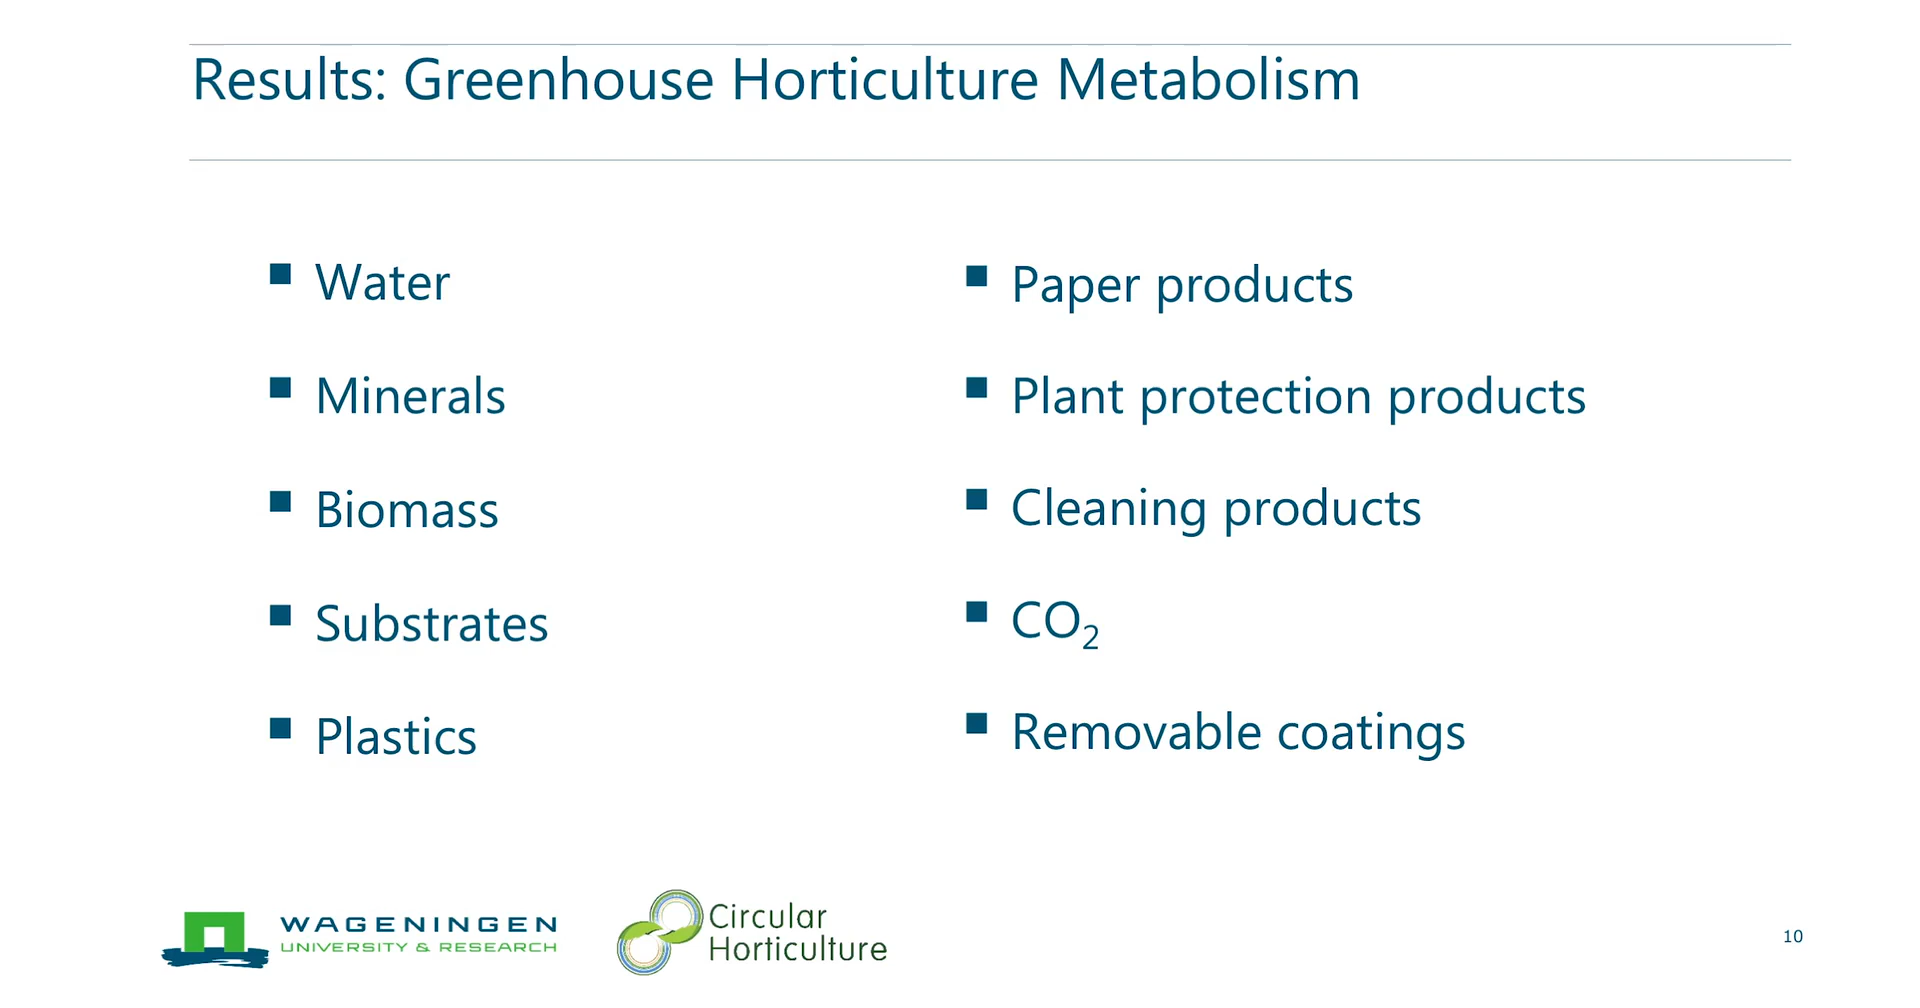 Results: Greenhouse Horticulture Metabolism
▪ Water
▪ Minerals
▪ Biomass
▪ Substrates
▪ Plastics
▪ Paper products
▪ Plant protection products
▪ Cleaning products
▪ CO₂
▪ Removable coatings
WAGENINGEN
UNIVERSITY & RESEARCH
Circular
Horticulture
10